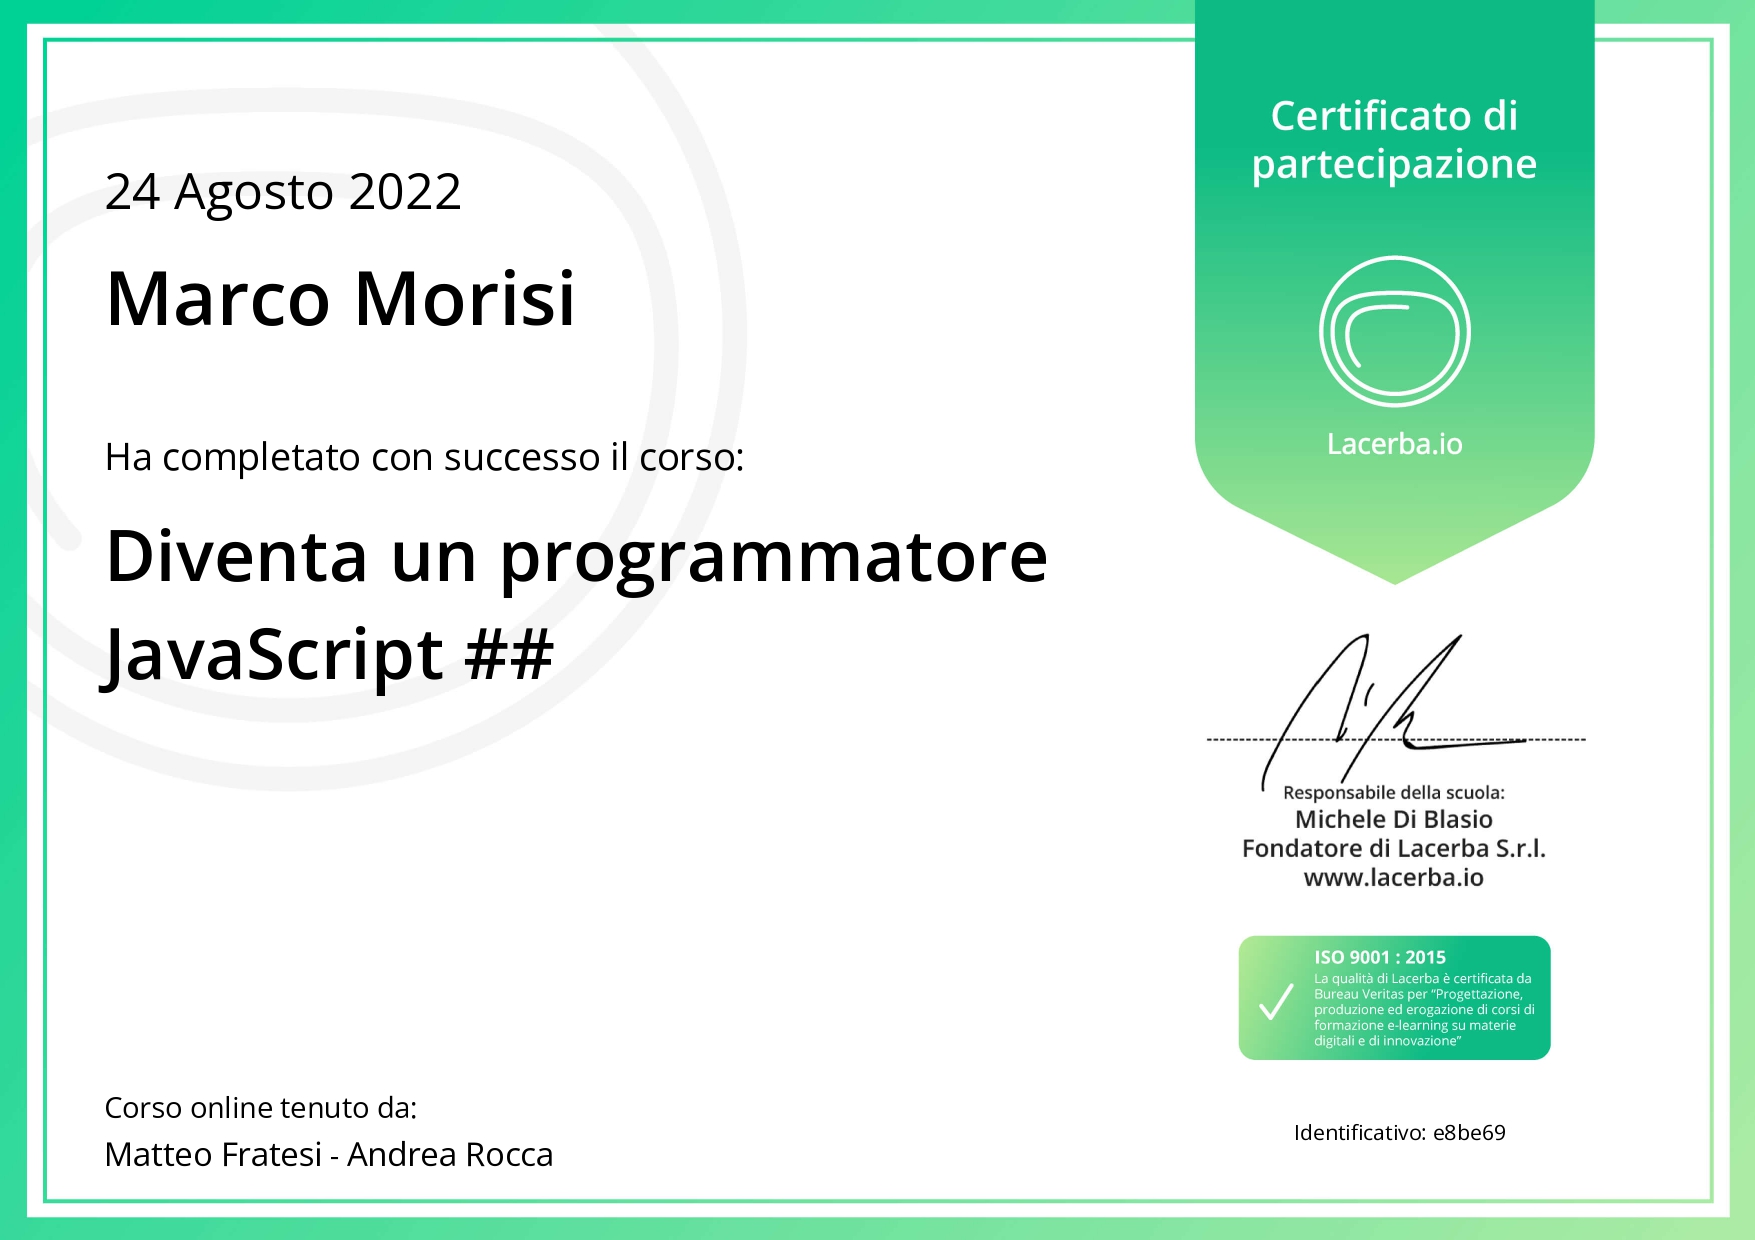 24 Agosto 2022
Marco Morisi
Ha completato con successo il corso:
Diventa un programmatore
JavaScript ##
Corso online tenuto da:
Matteo Fratesi - Andrea Rocca
Certificato di
partecipazione
Lacerba.io
Responsabile della scuola:
Michele Di Blasio
Fondatore di Lacerba S.r.l.
www.lacerba.io
ISO 9001 : 2015
La qualità di Lacerba è certificata da
Bureau Veritas per “Progettazione,
produzione ed erogazione di corsi di
formazione e-learning su materie
digitali e di innovazione”
Identificativo: e8be69